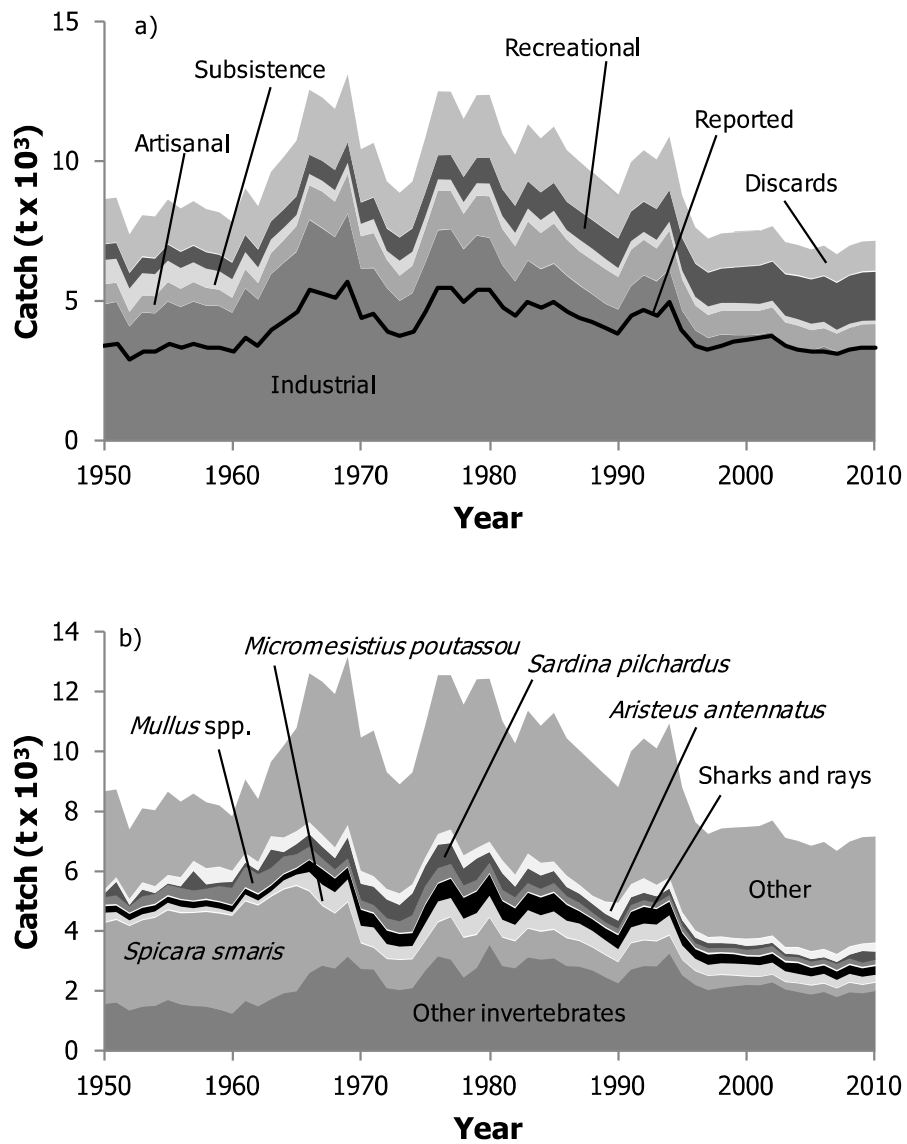 a)
15
10
5
0
Catch (t x 10³)
Recreational
Subsistence
Reported
Artisanal
Discards
Industrial
1950 1960 1970 1980 1990 2000 2010
Year
b)
14
12
10
8
6
4
2
0
Catch (t x 10³)
Micromesistius poutassou
Sardina pilchardus
Mullus spp.
Aristeus antennatus
Sharks and rays
Other
Spicara smaris
Other invertebrates
1950 1960 1970 1980 1990 2000 2010
Year